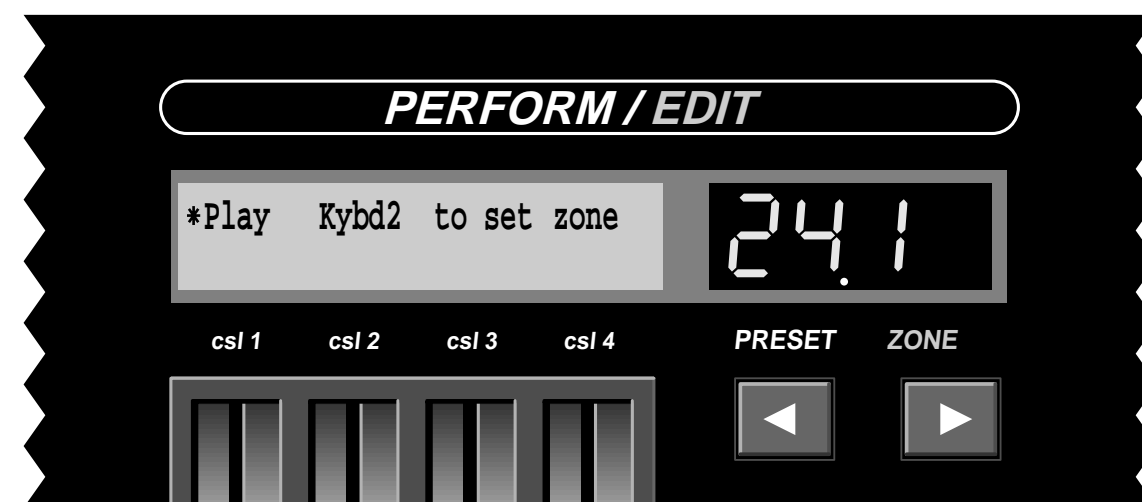 PERFORM / EDIT
*Play Kybd2 to set zone
24.1
csl 1 csl 2 csl 3 csl 4 PRESET ZONE